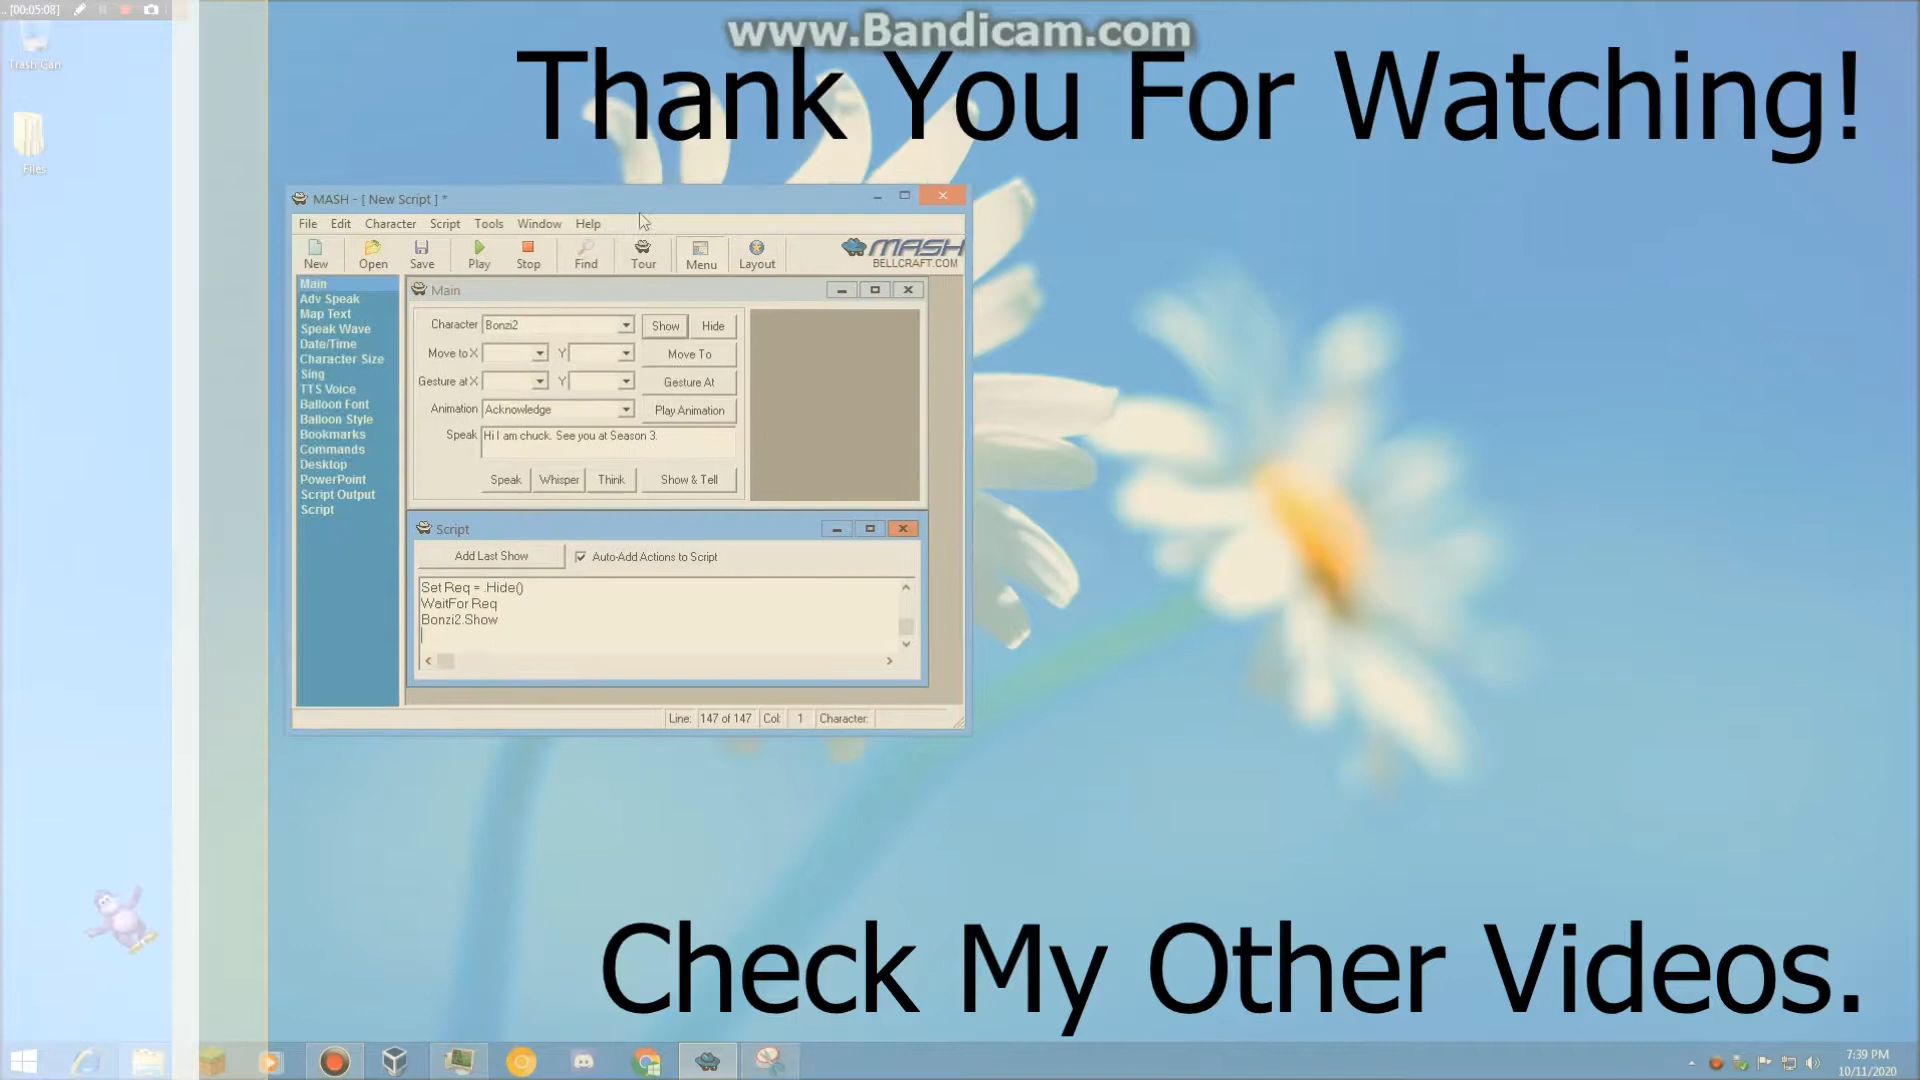 .. [00:05:08]
www.Bandicam.com
Trash Can
Thank You For Watching!
Files
MASH - [ New Script ] *
File Edit Character Script Tools Window Help
New Open Save Play Stop Find Tour Menu Layout
MASH
BELLCRAFT.COM
Main
Adv Speak
Map Text
Speak Wave
Date/Time
Character Size
Sing
TTS Voice
Balloon Font
Balloon Style
Bookmarks
Commands
Desktop
PowerPoint
Script Output
Script
Main
Character Bonzi2 Show Hide
Move to X Y Move To
Gesture at X Y Gesture At
Animation Acknowledge Play Animation
Speak Hi I am chuck. See you at Season 3.
Speak Whisper Think Show & Tell
Script
Add Last Show Auto-Add Actions to Script
Set Req = .Hide()
WaitFor Req
Bonzi2.Show
Line: 147 of 147 Col: 1 Character:
Check My Other Videos.
7:39 PM
10/11/2020